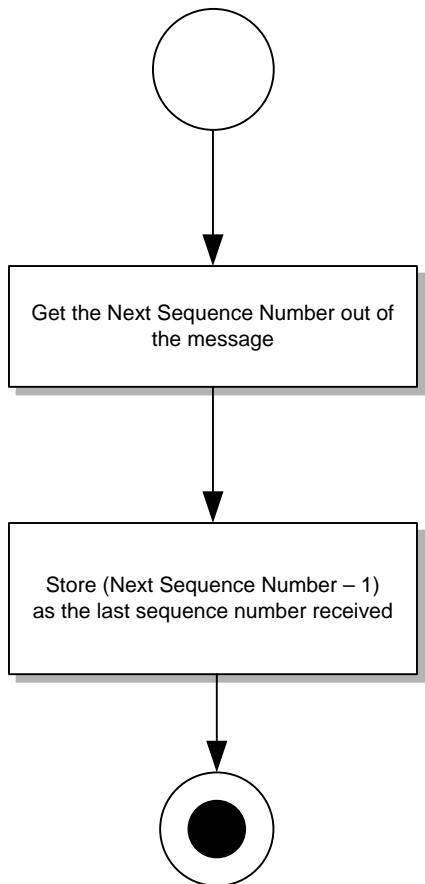 Get the Next Sequence Number out of
the message
Store (Next Sequence Number – 1)
as the last sequence number received